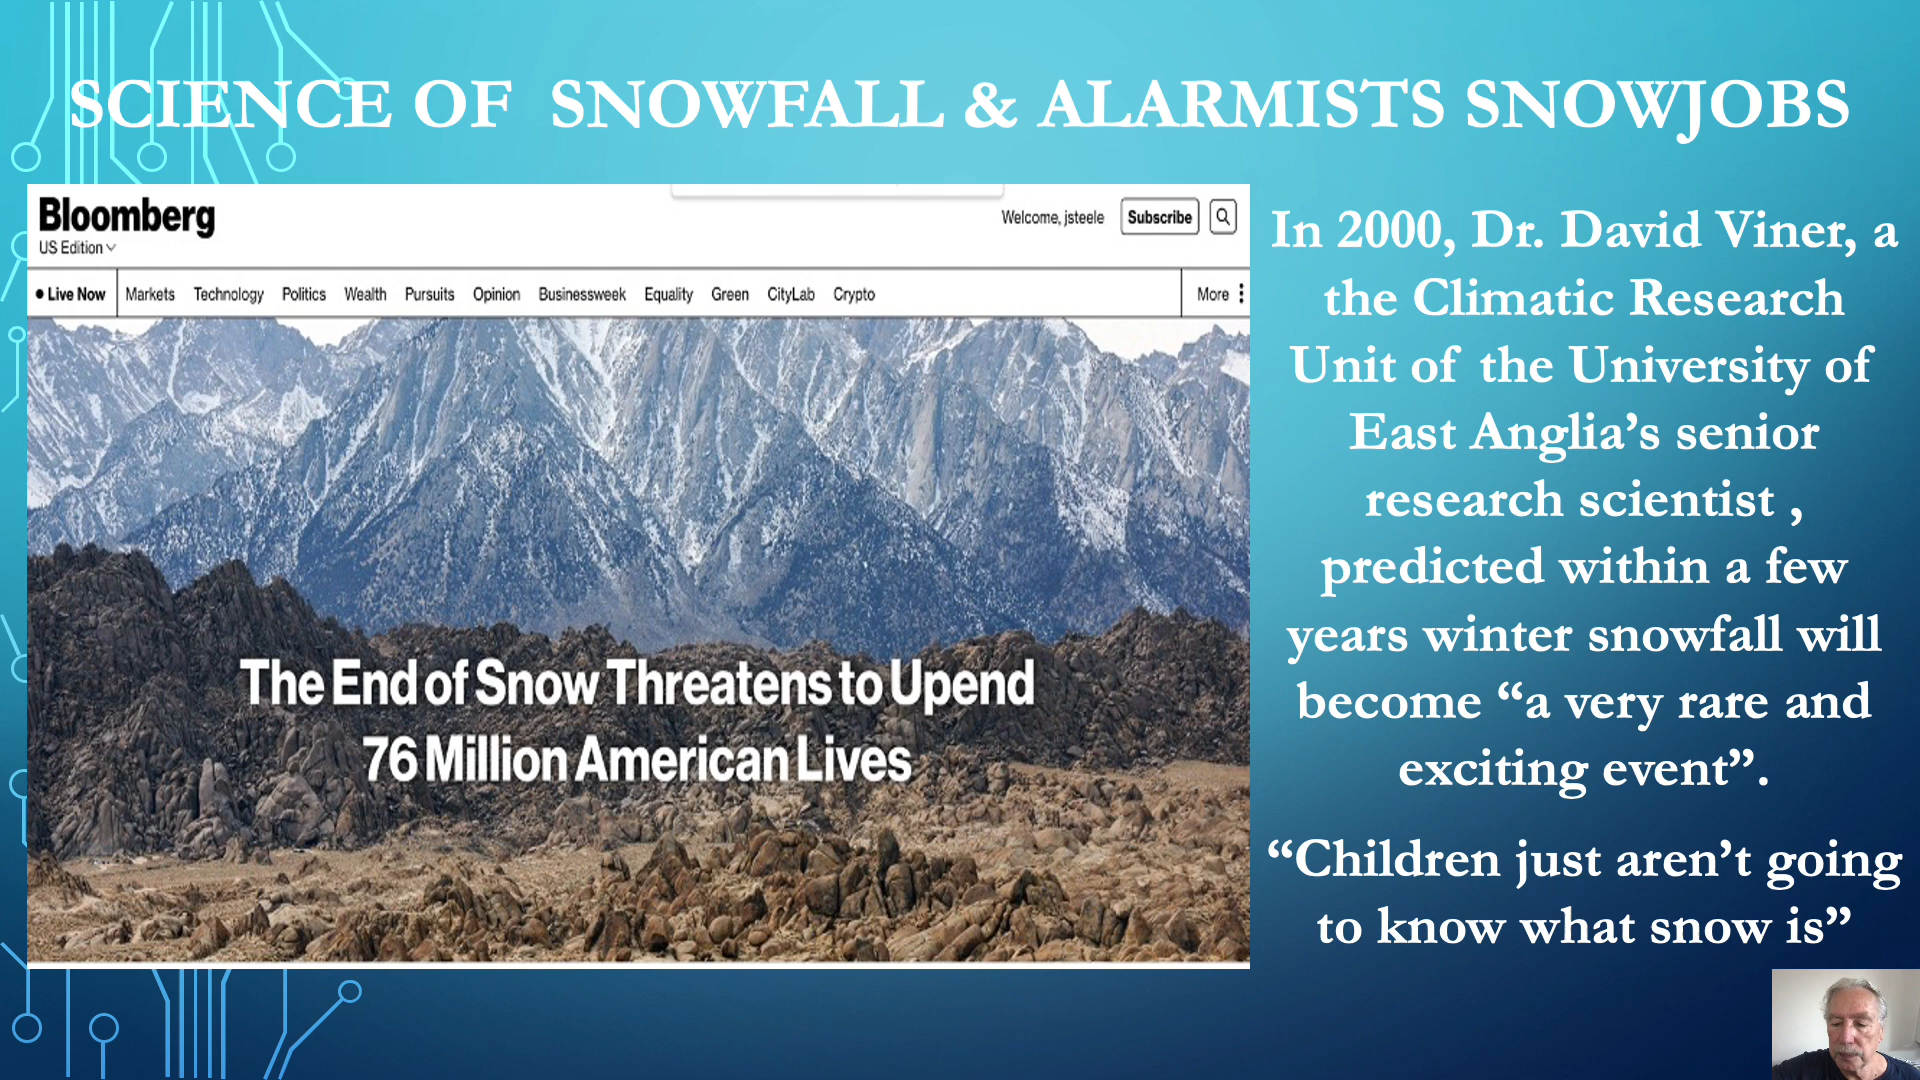 SCIENCE OF SNOWFALL & ALARMISTS SNOWJOBS
Bloomberg
US Edition
Welcome, jsteele
Subscribe
Live Now
Markets
Technology
Politics
Wealth
Pursuits
Opinion
Businessweek
Equality
Green
CityLab
Crypto
More
The End of Snow Threatens to Upend
76 Million American Lives
In 2000, Dr. David Viner, a
the Climatic Research
Unit of the University of
East Anglia’s senior
research scientist ,
predicted within a few
years winter snowfall will
become “a very rare and
exciting event”.
“Children just aren’t going
to know what snow is”